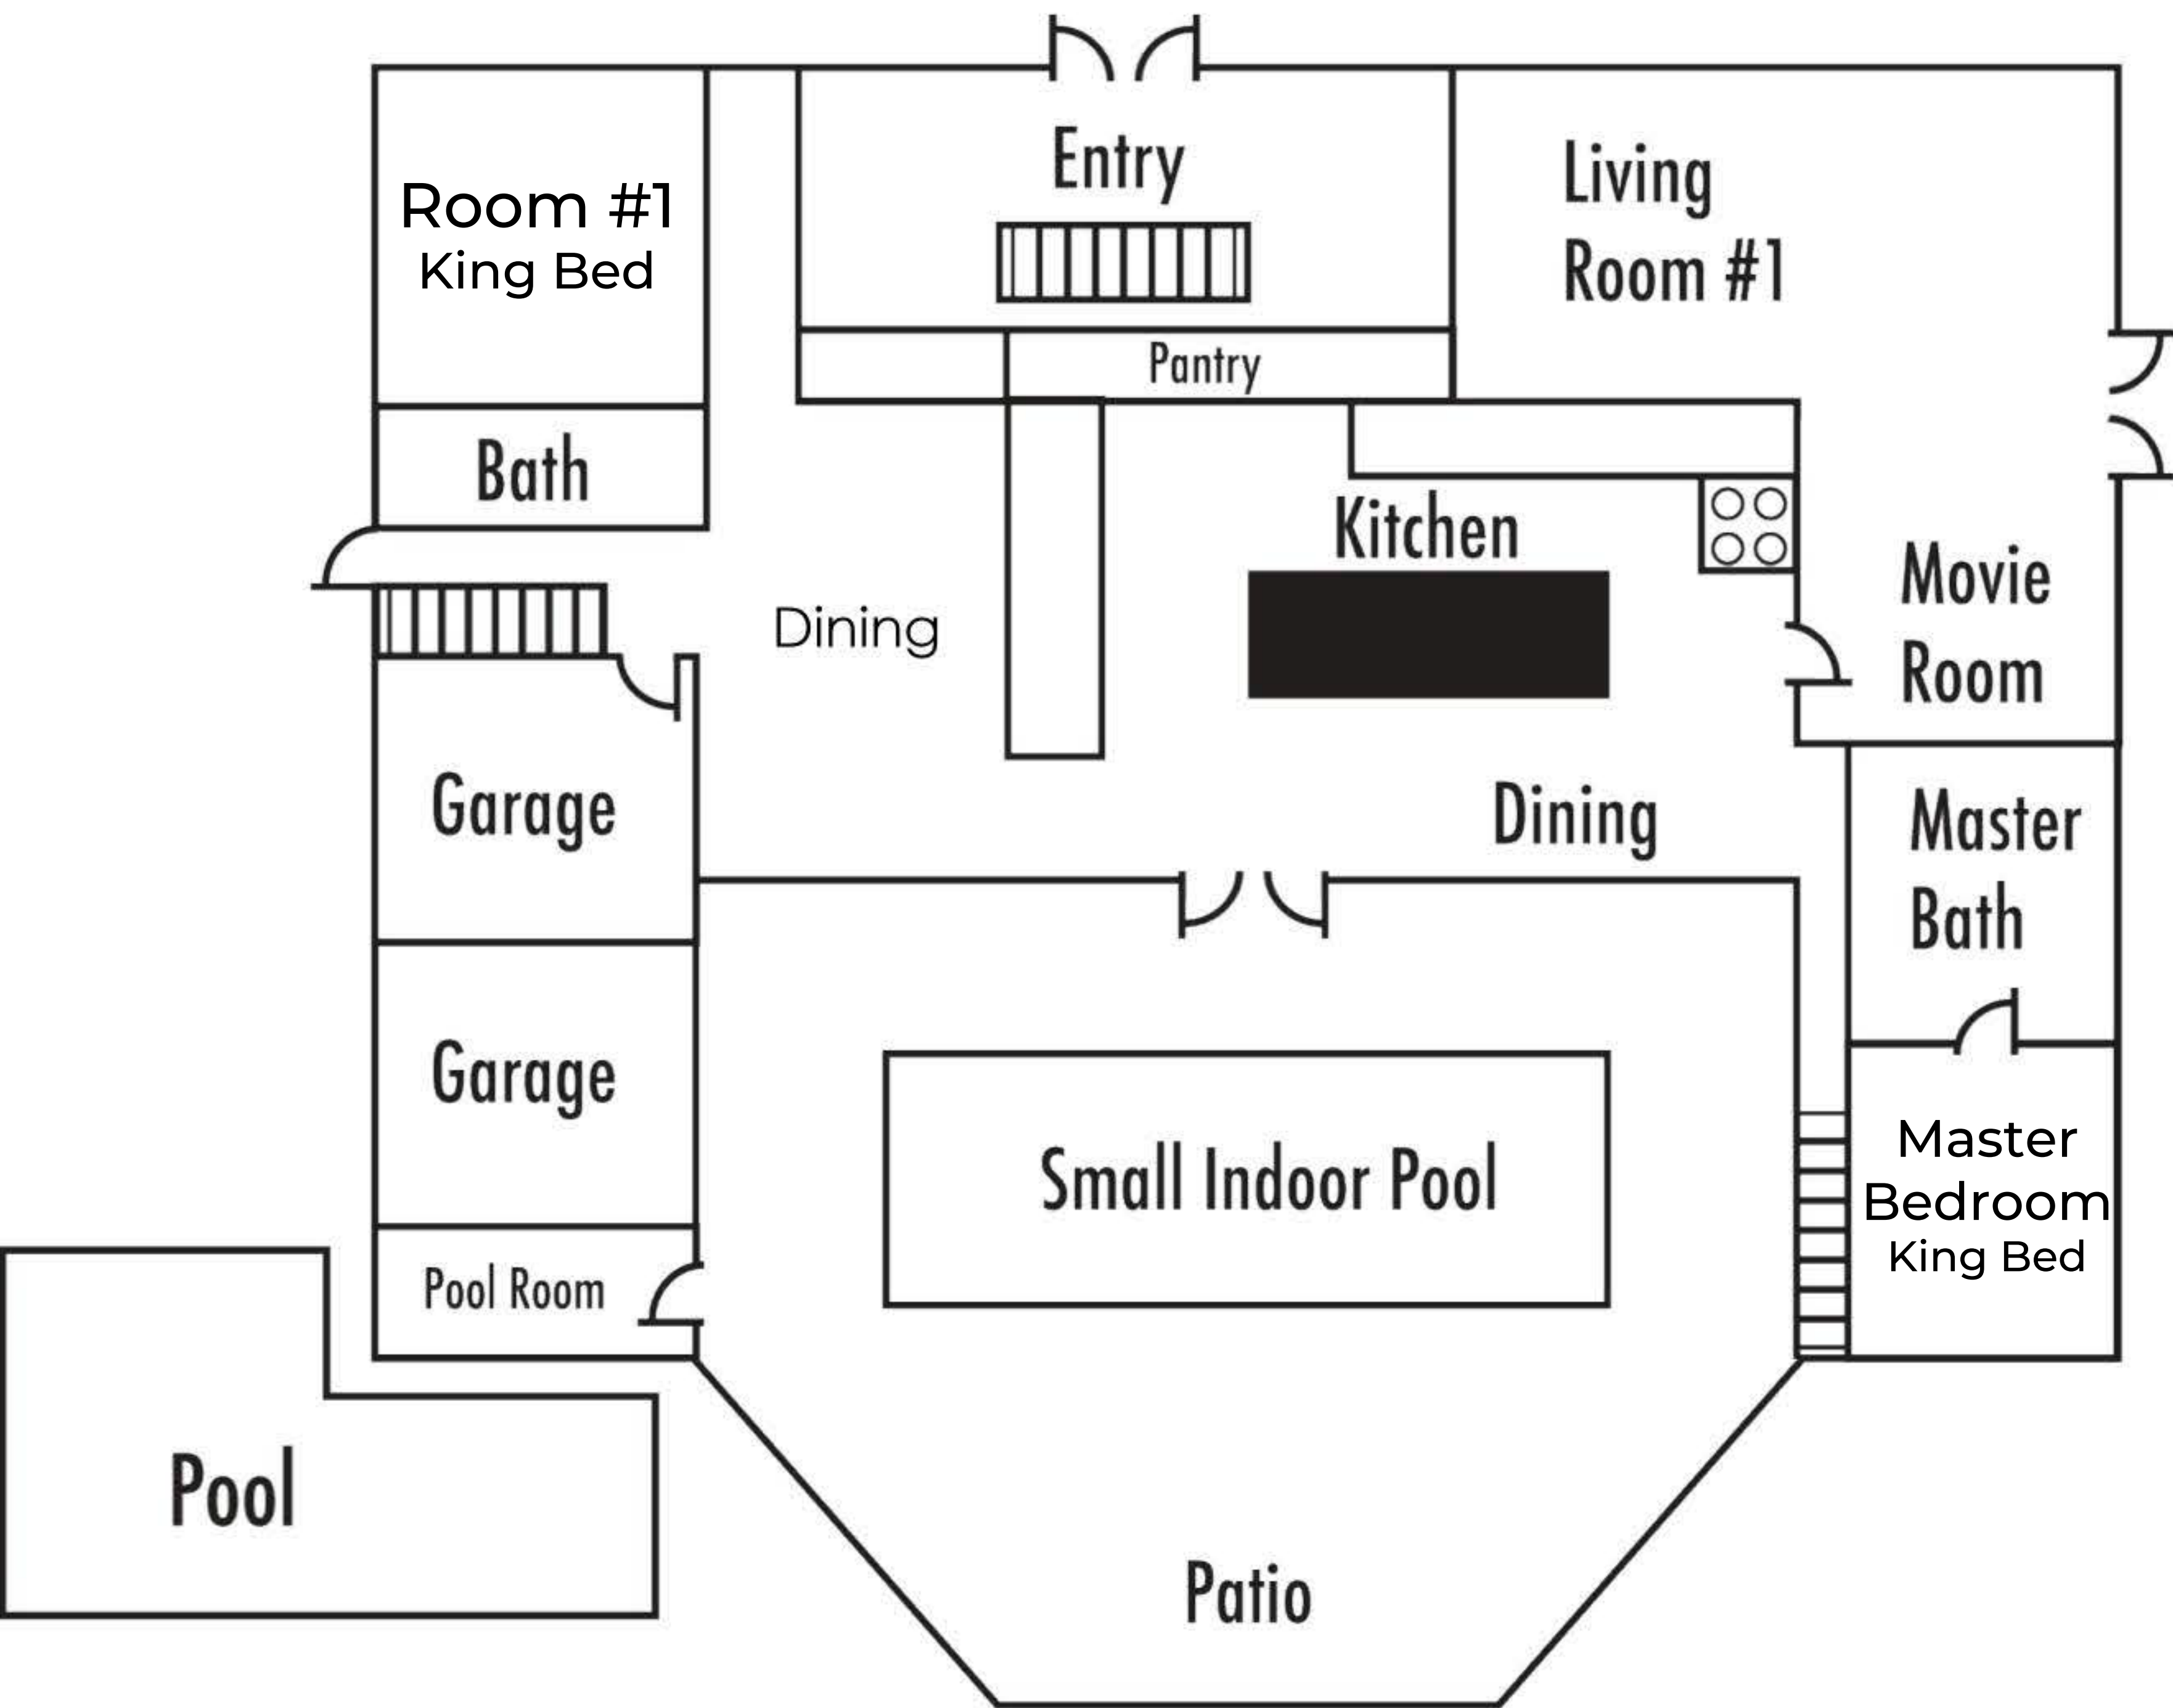 Entry
Living
Room #1
Room #1
King Bed
Pantry
Bath
Kitchen
Dining
Movie
Room
Garage
Dining
Master
Bath
Garage
Small Indoor Pool
Master
Bedroom
King Bed
Pool Room
Pool
Patio